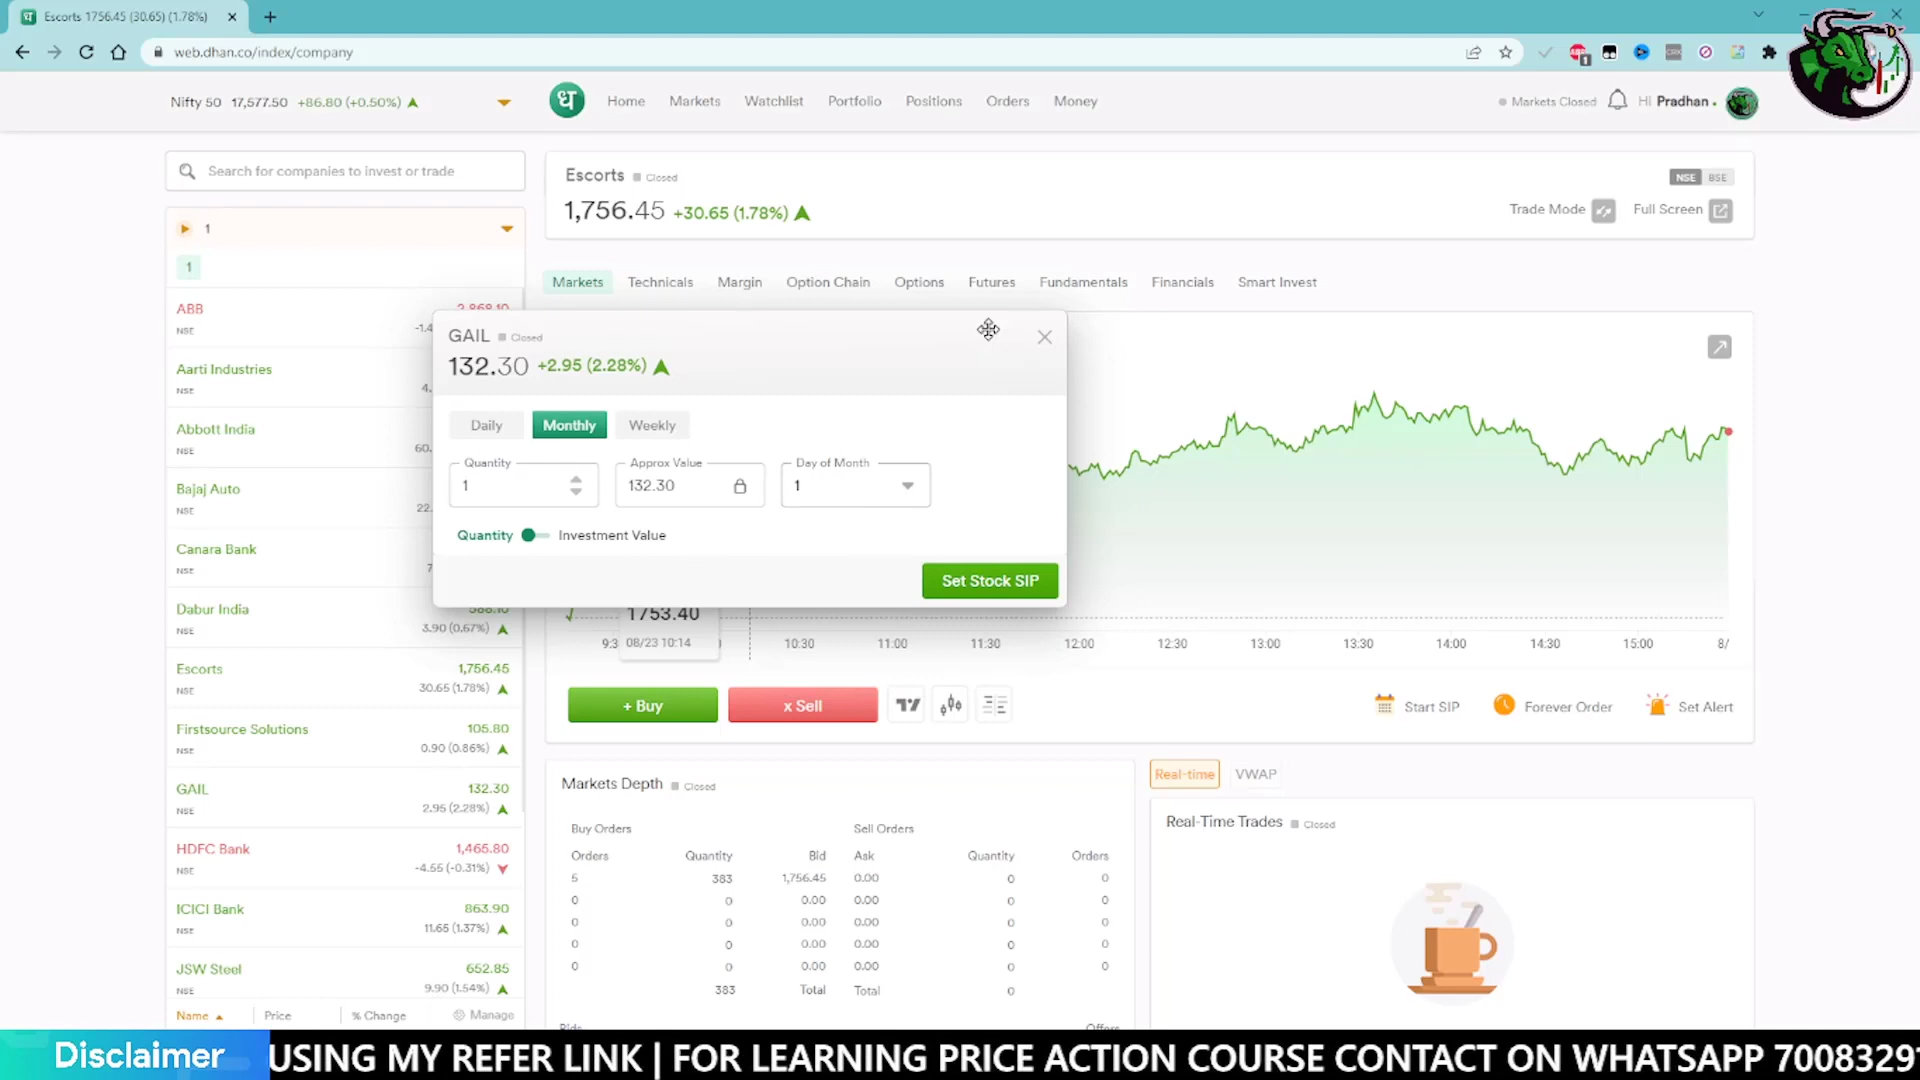 Escorts 1756.45 (30.65) (1.78%)
web.dhan.co/index/company
Nifty 50 17,577.50 +86.80 (+0.50%)
ध
Home Markets Watchlist Portfolio Positions Orders Money
Markets Closed Hi Pradhan
Search for companies to invest or trade
1
1
ABB 2,868.10
NSE
Aarti Industries
NSE
Abbott India
NSE
Bajaj Auto
NSE
Canara Bank
NSE
Dabur India 588.10
NSE 3.90 (0.67%)
Escorts 1,756.45
NSE 30.65 (1.78%)
Firstsource Solutions 105.80
NSE 0.90 (0.86%)
GAIL 132.30
NSE 2.95 (2.28%)
HDFC Bank 1,465.80
NSE -4.55 (-0.31%)
ICICI Bank 863.90
NSE 11.65 (1.37%)
JSW Steel 652.85
NSE 9.90 (1.54%)
Name Price % Change Manage
Escorts Closed
1,756.45 +30.65 (1.78%)
NSE BSE
Trade Mode Full Screen
Markets Technicals Margin Option Chain Options Futures Fundamentals Financials Smart Invest
GAIL Closed
132.30 +2.95 (2.28%)
Daily Monthly Weekly
Quantity Approx Value Day of Month
1 132.30 1
Quantity Investment Value
Set Stock SIP
1753.40
08/23 10:14
9:3 10:30 11:00 11:30 12:00 12:30 13:00 13:30 14:00 14:30 15:00 8/
+ Buy x Sell
Start SIP Forever Order Set Alert
Markets Depth Closed
Buy Orders Sell Orders
Orders Quantity Bid Ask Quantity Orders
5 383 1,756.45 0.00 0 0
0 0 0.00 0.00 0 0
0 0 0.00 0.00 0 0
0 0 0.00 0.00 0 0
0 0 0.00 0.00 0 0
383 Total Total 0
Bids Offers
Real-time VWAP
Real-Time Trades Closed
Disclaimer
USING MY REFER LINK | FOR LEARNING PRICE ACTION COURSE CONTACT ON WHATSAPP 7008329